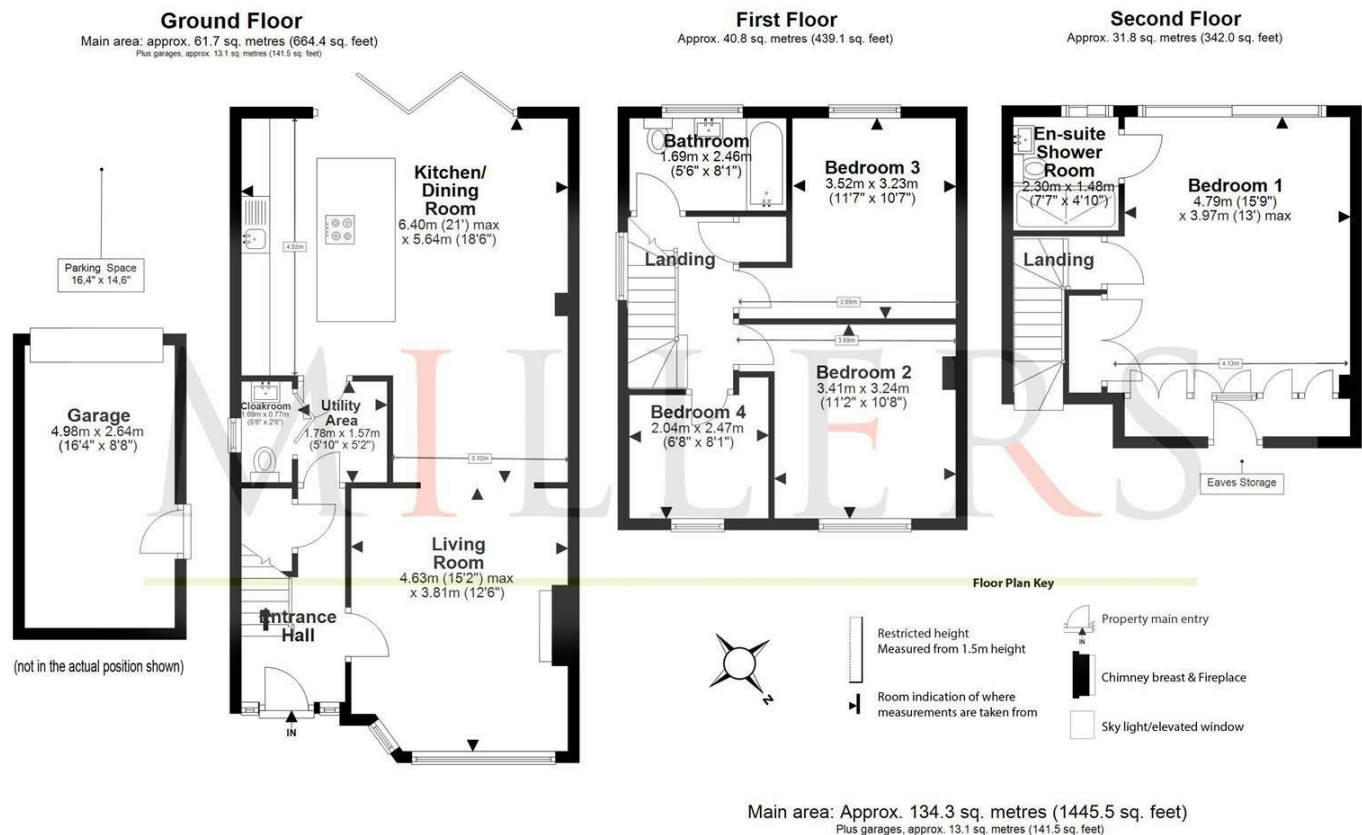 Ground Floor
Main area: approx. 61.7 sq. metres (664.4 sq. feet)
Plus garages, approx. 13.1 sq. metres (141.5 sq. feet)
First Floor
Approx. 40.8 sq. metres (439.1 sq. feet)
Second Floor
Approx. 31.8 sq. metres (342.0 sq. feet)
Parking Space
16,4" x 14,6"
Garage
4.98m x 2.64m
(16'4" x 8'8")
(not in the actual position shown)
Kitchen/
Dining
Room
6.40m (21') max
x 5.64m (18'6")
4.52m
Cloakroom
1.69m x 0.77m
(5'6" x 2'6")
Utility
Area
1.78m x 1.57m
(5'10" x 5'2")
3.12m
Living
Room
4.63m (15'2") max
x 3.81m (12'6")
Entrance
Hall
IN
Bathroom
1.69m x 2.46m
(5'6" x 8'1")
Bedroom 3
3.52m x 3.23m
(11'7" x 10'7")
Landing
3.89m
3.89m
Bedroom 2
3.41m x 3.24m
(11'2" x 10'8")
Bedroom 4
2.04m x 2.47m
(6'8" x 8'1")
En-suite
Shower
Room
2.30m x 1.48m
(7'7" x 4'10")
Bedroom 1
4.79m (15'9")
x 3.97m (13') max
Landing
4.13m
Eaves Storage
MILLERS
Floor Plan Key
Restricted height
Measured from 1.5m height
Room indication of where
measurements are taken from
Property main entry
IN
Chimney breast & Fireplace
Sky light/elevated window
N
Main area: Approx. 134.3 sq. metres (1445.5 sq. feet)
Plus garages, approx. 13.1 sq. metres (141.5 sq. feet)